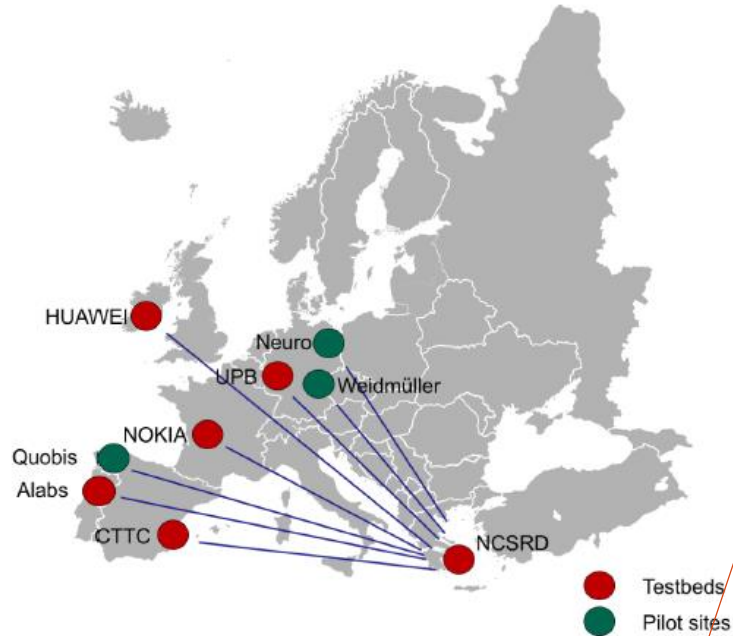 HUAWEI
Neuro
UPB
Weidmüller
NOKIA
Quobis
Alabs
CTTC
NCSRD
Testbeds
Pilot sites